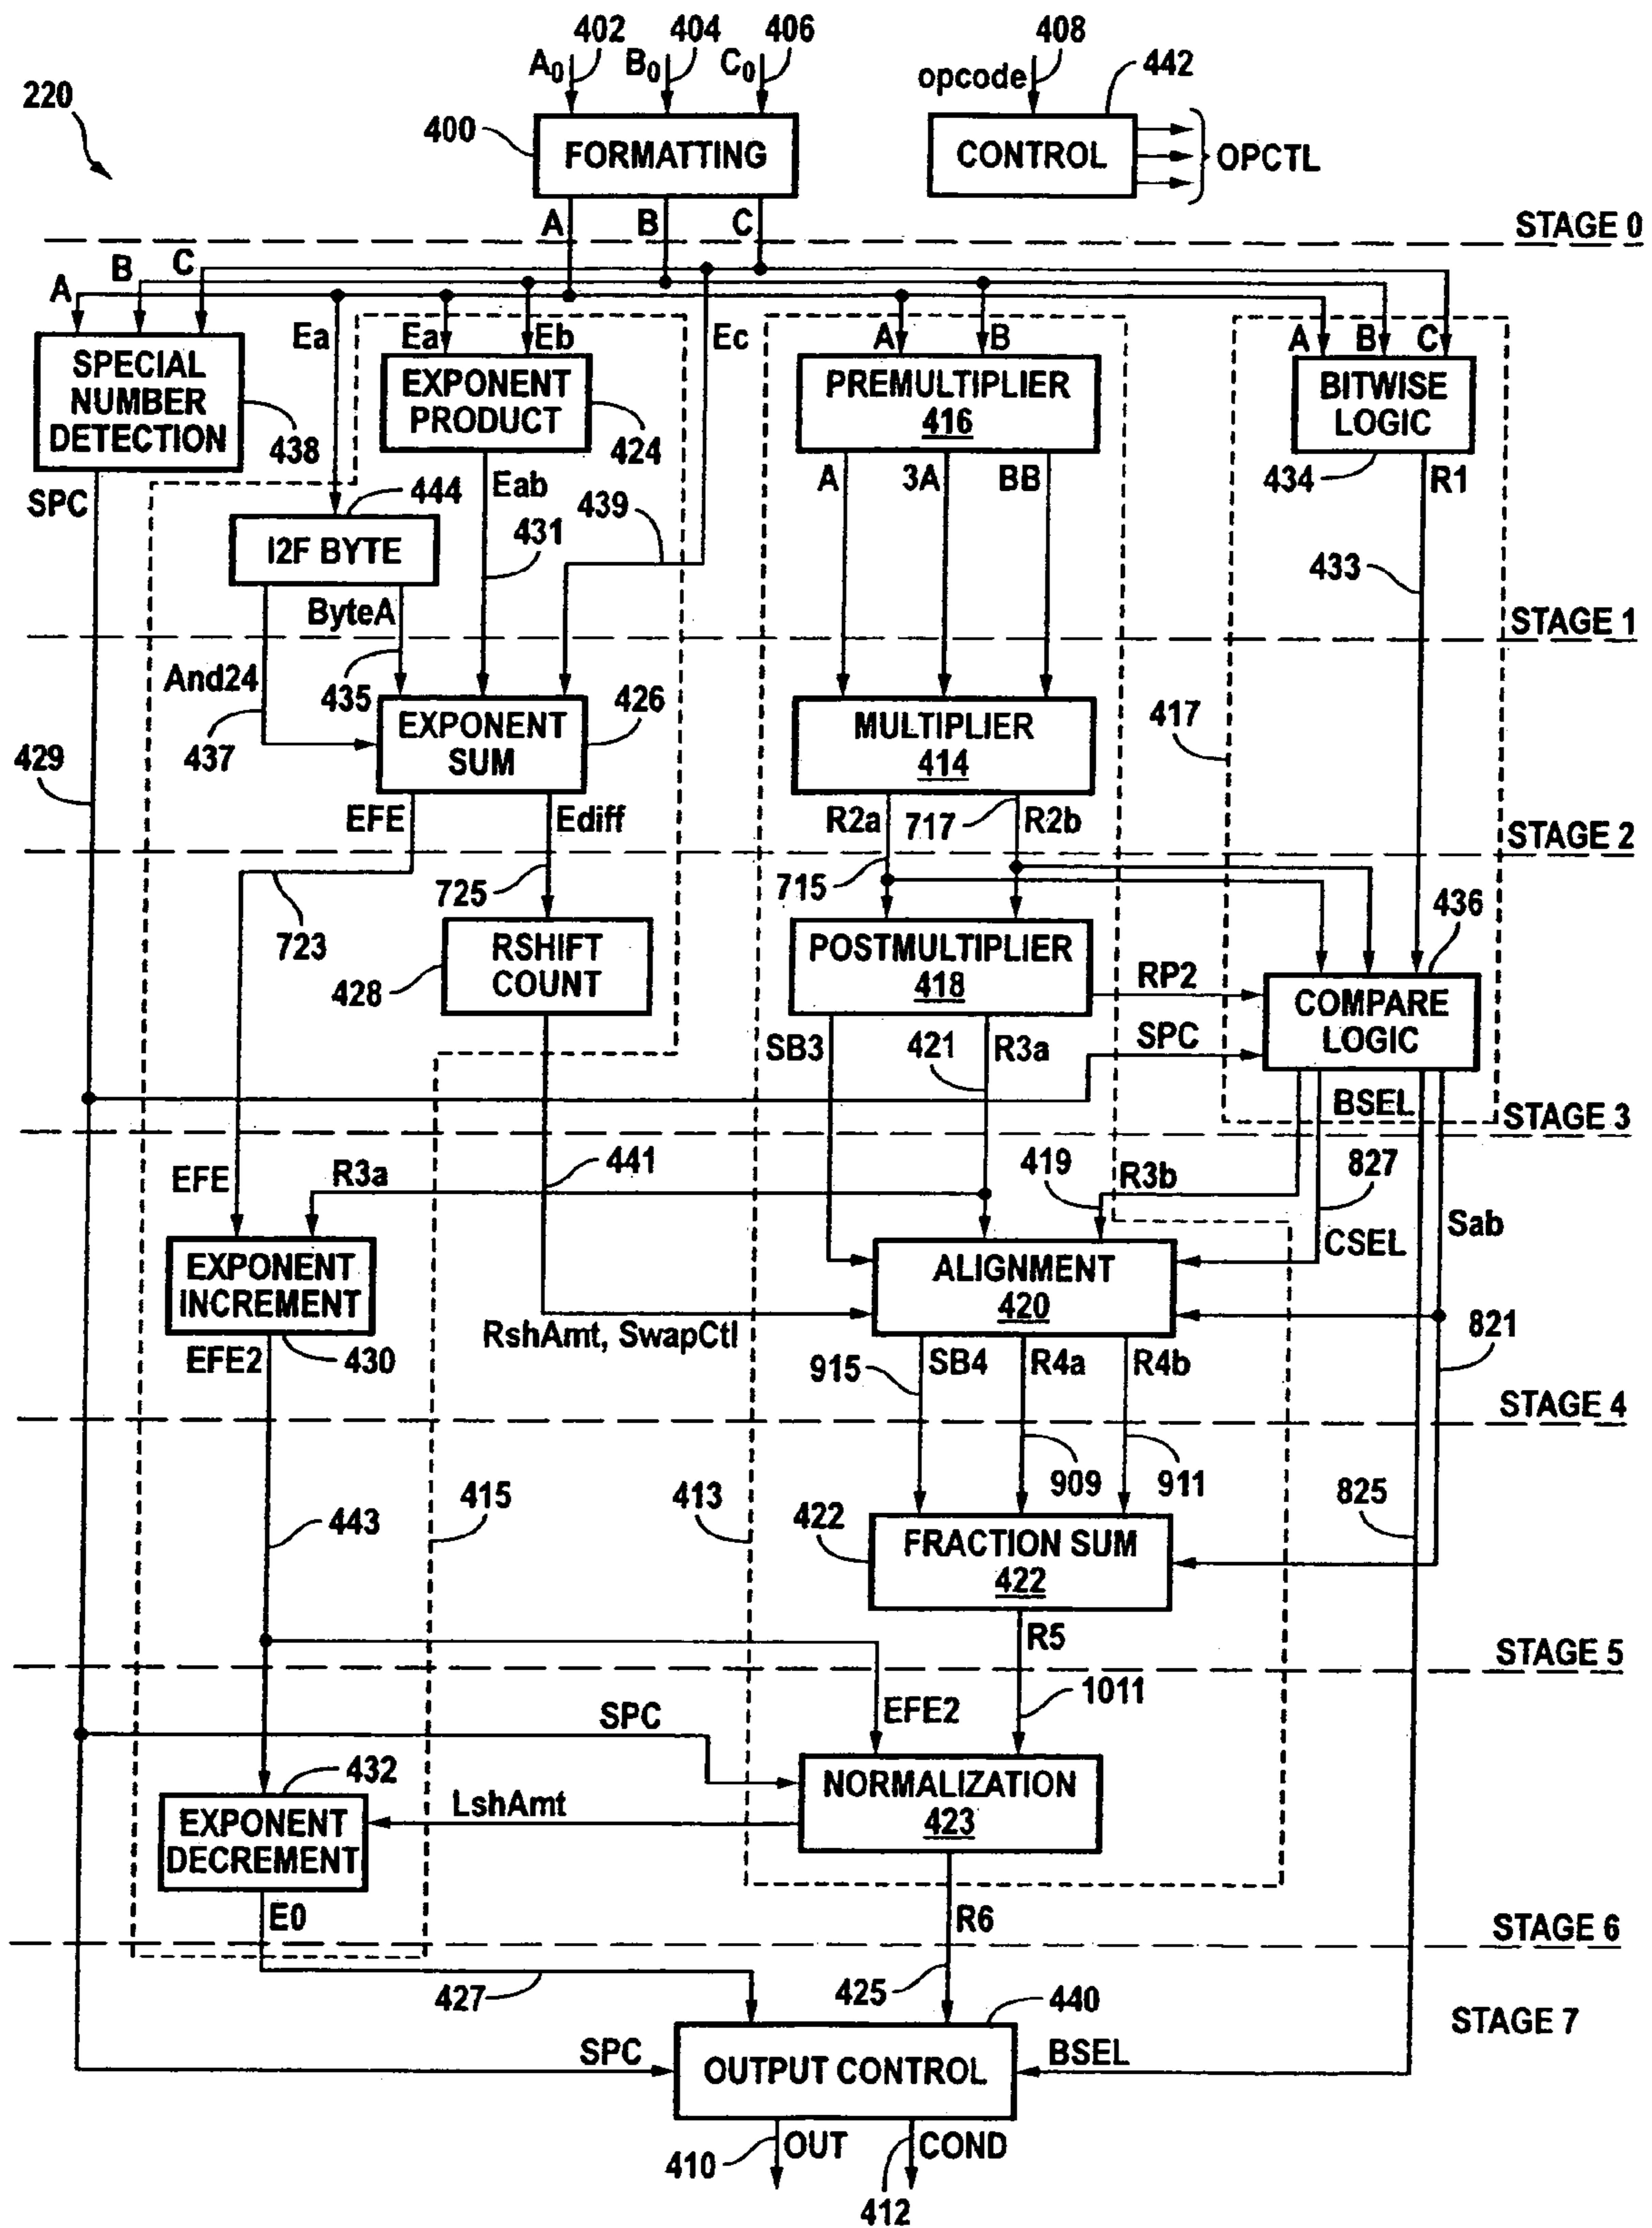 402 404 406 408
A0 B0 C0 opcode 442
220
400 FORMATTING CONTROL OPCTL
A B C
STAGE 0
A B C
Ea Ea Eb Ec A B A B C
SPECIAL
NUMBER
DETECTION
438
EXPONENT
PRODUCT
424
PREMULTIPLIER
416
BITWISE
LOGIC
434 R1
SPC
444 Eab 439 A 3A BB
I2F BYTE 431 433
ByteA
STAGE 1
And24 435
437
EXPONENT
SUM
426
MULTIPLIER
414
417
429
EFE Ediff R2a 717 R2b
STAGE 2
723 725 715
RSHIFT
COUNT
428
POSTMULTIPLIER
418
436
RP2
COMPARE
LOGIC
SB3 421 R3a SPC
BSEL
STAGE 3
EFE R3a 441 419 R3b 827
CSEL Sab
EXPONENT
INCREMENT
430
ALIGNMENT
420
RshAmt, SwapCtl
EFE2 915 SB4 R4a R4b 821
STAGE 4
909 911
443 415 413 422 825
FRACTION SUM
422
R5
STAGE 5
1011
SPC EFE2
432
EXPONENT
DECREMENT
LshAmt
NORMALIZATION
423
E0 R6
STAGE 6
427 425 440
STAGE 7
SPC OUTPUT CONTROL BSEL
410 OUT COND
412